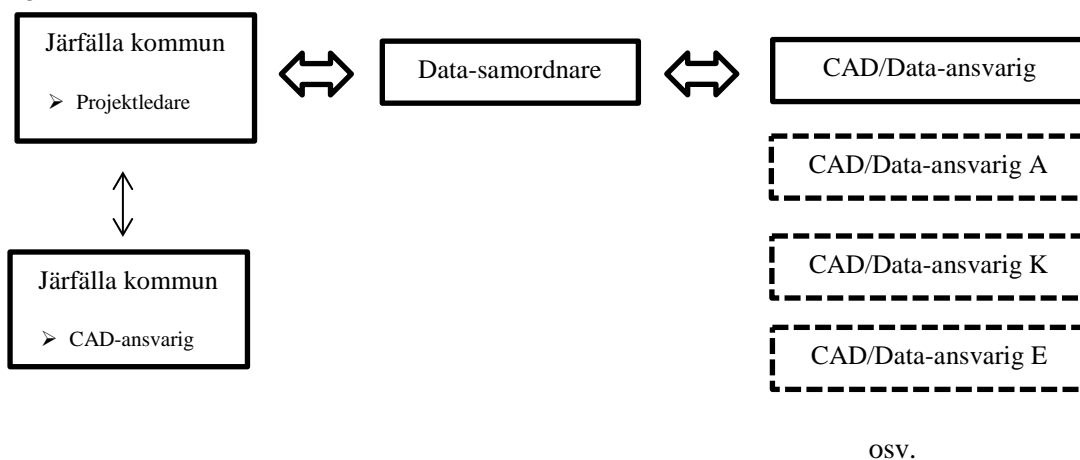 Järfälla kommun
➢ Projektledare
Data-samordnare
CAD/Data-ansvarig
CAD/Data-ansvarig A
CAD/Data-ansvarig K
CAD/Data-ansvarig E
osv.
Järfälla kommun
➢ CAD-ansvarig